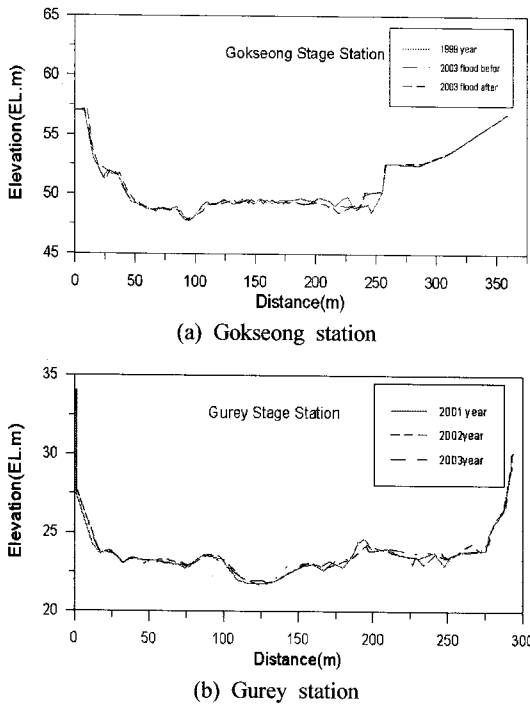 65
60
55
50
45
Elevation(EL.m)
Gokseong Stage Station
1999 year
2003 flood befor
2003 flood after
0 50 100 150 200 250 300 350
Distance(m)
(a) Gokseong station
35
30
25
20
Elevation(EL.m)
Gurey Stage Station
2001 year
2002year
2003year
0 50 100 150 200 250 300
Distance(m)
(b) Gurey station